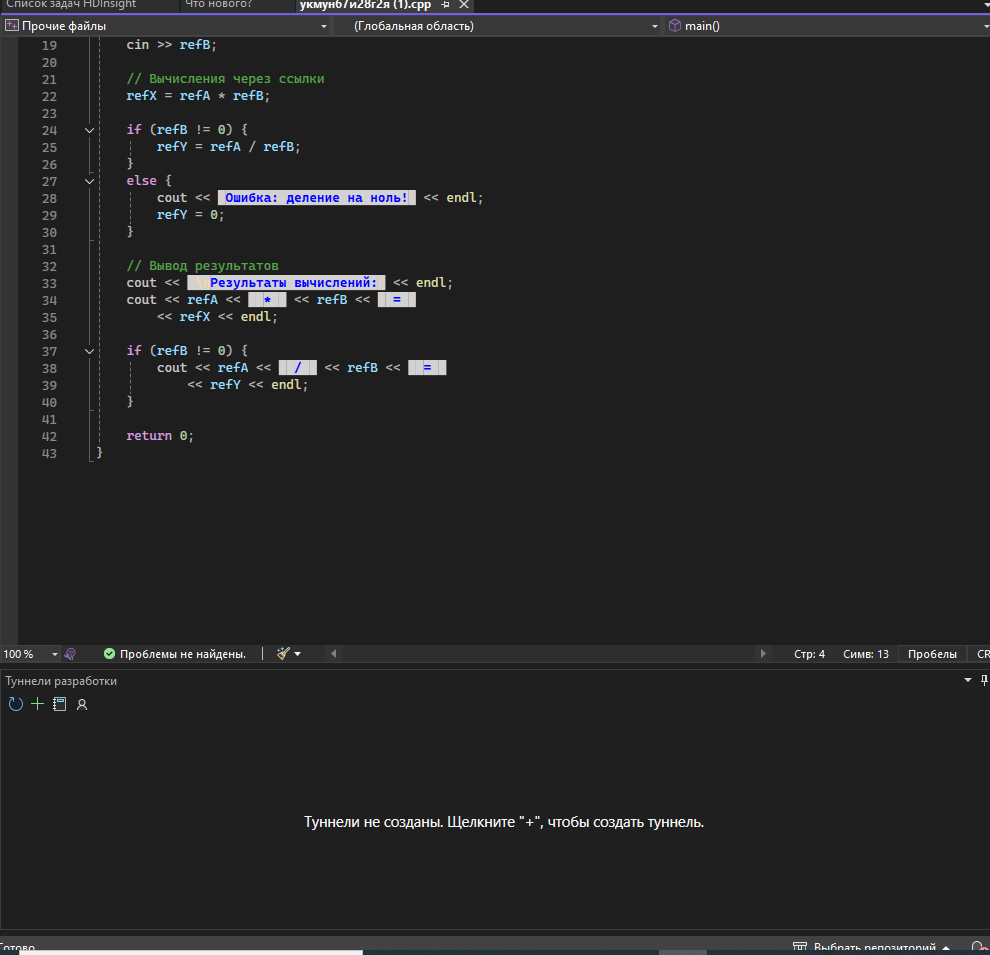 Список задач HDInsight
Что нового?
укмун67и28г2я (1).cpp
Прочие файлы
(Глобальная область)
main()
19 cin >> refB;
20
21 // Вычисления через ссылки
22 refX = refA * refB;
23
24 if (refB != 0) {
25 refY = refA / refB;
26 }
27 else {
28 cout << "Ошибка: деление на ноль!" << endl;
29 refY = 0;
30 }
31
32 // Вывод результатов
33 cout << "\nРезультаты вычислений:" << endl;
34 cout << refA << " * " << refB << " = "
35 << refX << endl;
36
37 if (refB != 0) {
38 cout << refA << " / " << refB << " = "
39 << refY << endl;
40 }
41
42 return 0;
43 }
100 %
Проблемы не найдены.
Стр: 4
Симв: 13
Пробелы
CR
Туннели разработки
Туннели не созданы. Щелкните "+", чтобы создать туннель.
Готово
Выбрать репозиторий